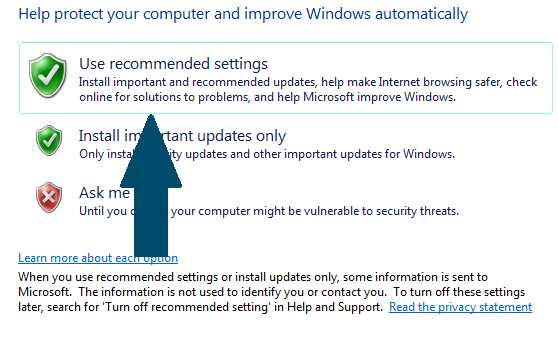 Help protect your computer and improve Windows automatically
Use recommended settings
Install important and recommended updates, help make Internet browsing safer, check
online for solutions to problems, and help Microsoft improve Windows.
Install important updates only
Only install updates and other important updates for Windows.
Ask me
Until you your computer might be vulnerable to security threats.
Learn more about each option
When you use recommended settings or install updates only, some information is sent to
Microsoft. The information is not used to identify you or contact you. To turn off these settings
later, search for 'Turn off recommended setting' in Help and Support. Read the privacy statement